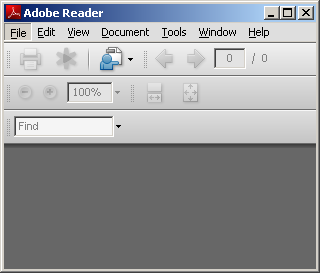 Adobe Reader
File Edit View Document Tools Window Help
0 / 0
100%
Find